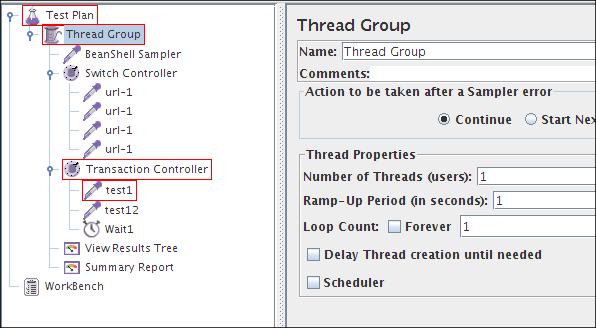 Test Plan
Thread Group
BeanShell Sampler
Switch Controller
url-1
url-1
url-1
url-1
Transaction Controller
test1
test12
Wait1
View Results Tree
Summary Report
WorkBench
Thread Group
Name: Thread Group
Comments:
Action to be taken after a Sampler error
Continue Start Nex
Thread Properties
Number of Threads (users): 1
Ramp-Up Period (in seconds): 1
Loop Count: Forever 1
Delay Thread creation until needed
Scheduler